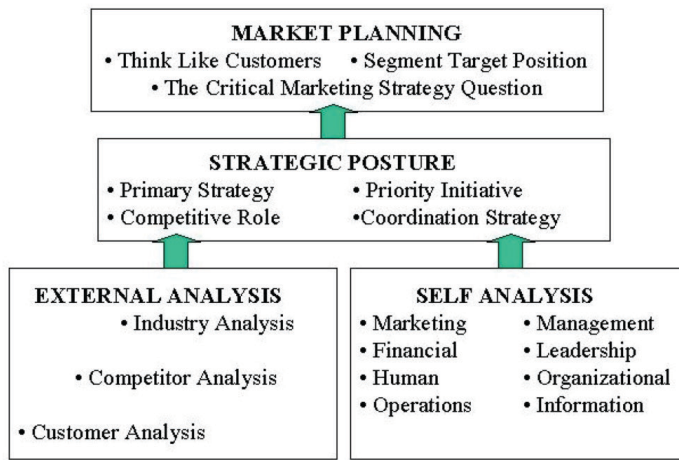 MARKET PLANNING
• Think Like Customers • Segment Target Position
• The Critical Marketing Strategy Question
STRATEGIC POSTURE
• Primary Strategy • Priority Initiative
• Competitive Role •Coordination Strategy
EXTERNAL ANALYSIS
• Industry Analysis
• Competitor Analysis
• Customer Analysis
SELF ANALYSIS
• Marketing • Management
• Financial • Leadership
• Human • Organizational
• Operations • Information